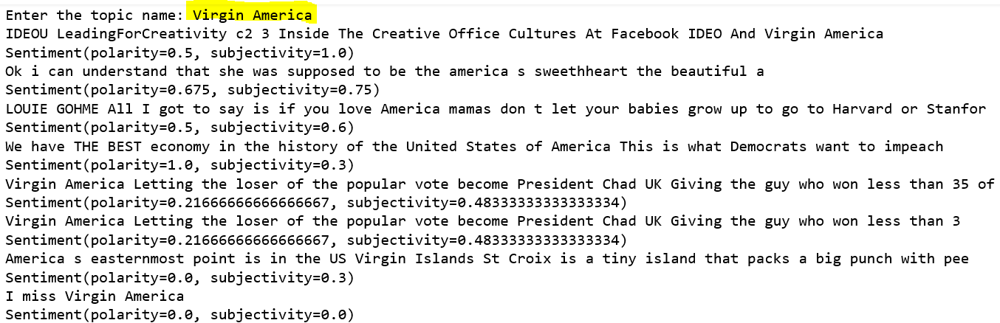 Enter the topic name: Virgin America
IDEOU LeadingForCreativity c2 3 Inside The Creative Office Cultures At Facebook IDEO And Virgin America
Sentiment(polarity=0.5, subjectivity=1.0)
Ok i can understand that she was supposed to be the america s sweethheart the beautiful a
Sentiment(polarity=0.675, subjectivity=0.75)
LOUIE GOHME All I got to say is if you love America mamas don t let your babies grow up to go to Harvard or Stanfor
Sentiment(polarity=0.5, subjectivity=0.6)
We have THE BEST economy in the history of the United States of America This is what Democrats want to impeach
Sentiment(polarity=1.0, subjectivity=0.3)
Virgin America Letting the loser of the popular vote become President Chad UK Giving the guy who won less than 35 of
Sentiment(polarity=0.21666666666666667, subjectivity=0.48333333333333334)
Virgin America Letting the loser of the popular vote become President Chad UK Giving the guy who won less than 3
Sentiment(polarity=0.21666666666666667, subjectivity=0.48333333333333334)
America s easternmost point is in the US Virgin Islands St Croix is a tiny island that packs a big punch with pee
Sentiment(polarity=0.0, subjectivity=0.3)
I miss Virgin America
Sentiment(polarity=0.0, subjectivity=0.0)